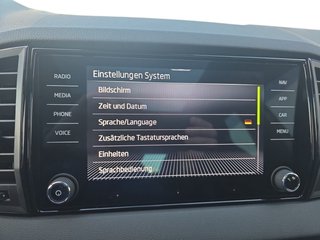 Einstellungen System
RADIO
MEDIA
PHONE
VOICE
Bildschirm
Zeit und Datum
Sprache/Language
Zusätzliche Tastatursprachen
Einheiten
Sprachbedienung
NAV
APP
CAR
MENU